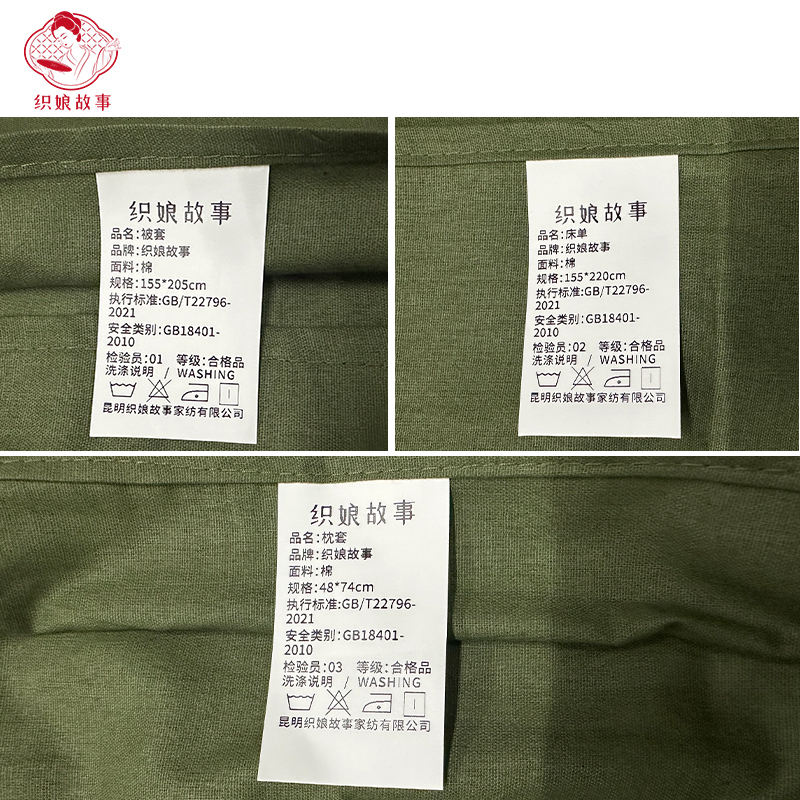 织娘故事
织娘故事
品名:被套
品牌:织娘故事
面料:棉
规格:155*205cm
执行标准:GB/T22796-
2021
安全类别:GB18401-
2010
检验员:01 等级:合格品
洗涤说明 / WASHING
昆明织娘故事家纺有限公司
织娘故事
品名:床单
品牌:织娘故事
面料:棉
规格:155*220cm
执行标准:GB/T22796-
2021
安全类别:GB18401-
2010
检验员:02 等级:合格品
洗涤说明 / WASHING
昆明织娘故事家纺有限公司
织娘故事
品名:枕套
品牌:织娘故事
面料:棉
规格:48*74cm
执行标准:GB/T22796-
2021
安全类别:GB18401-
2010
检验员:03 等级:合格品
洗涤说明 / WASHING
昆明织娘故事家纺有限公司